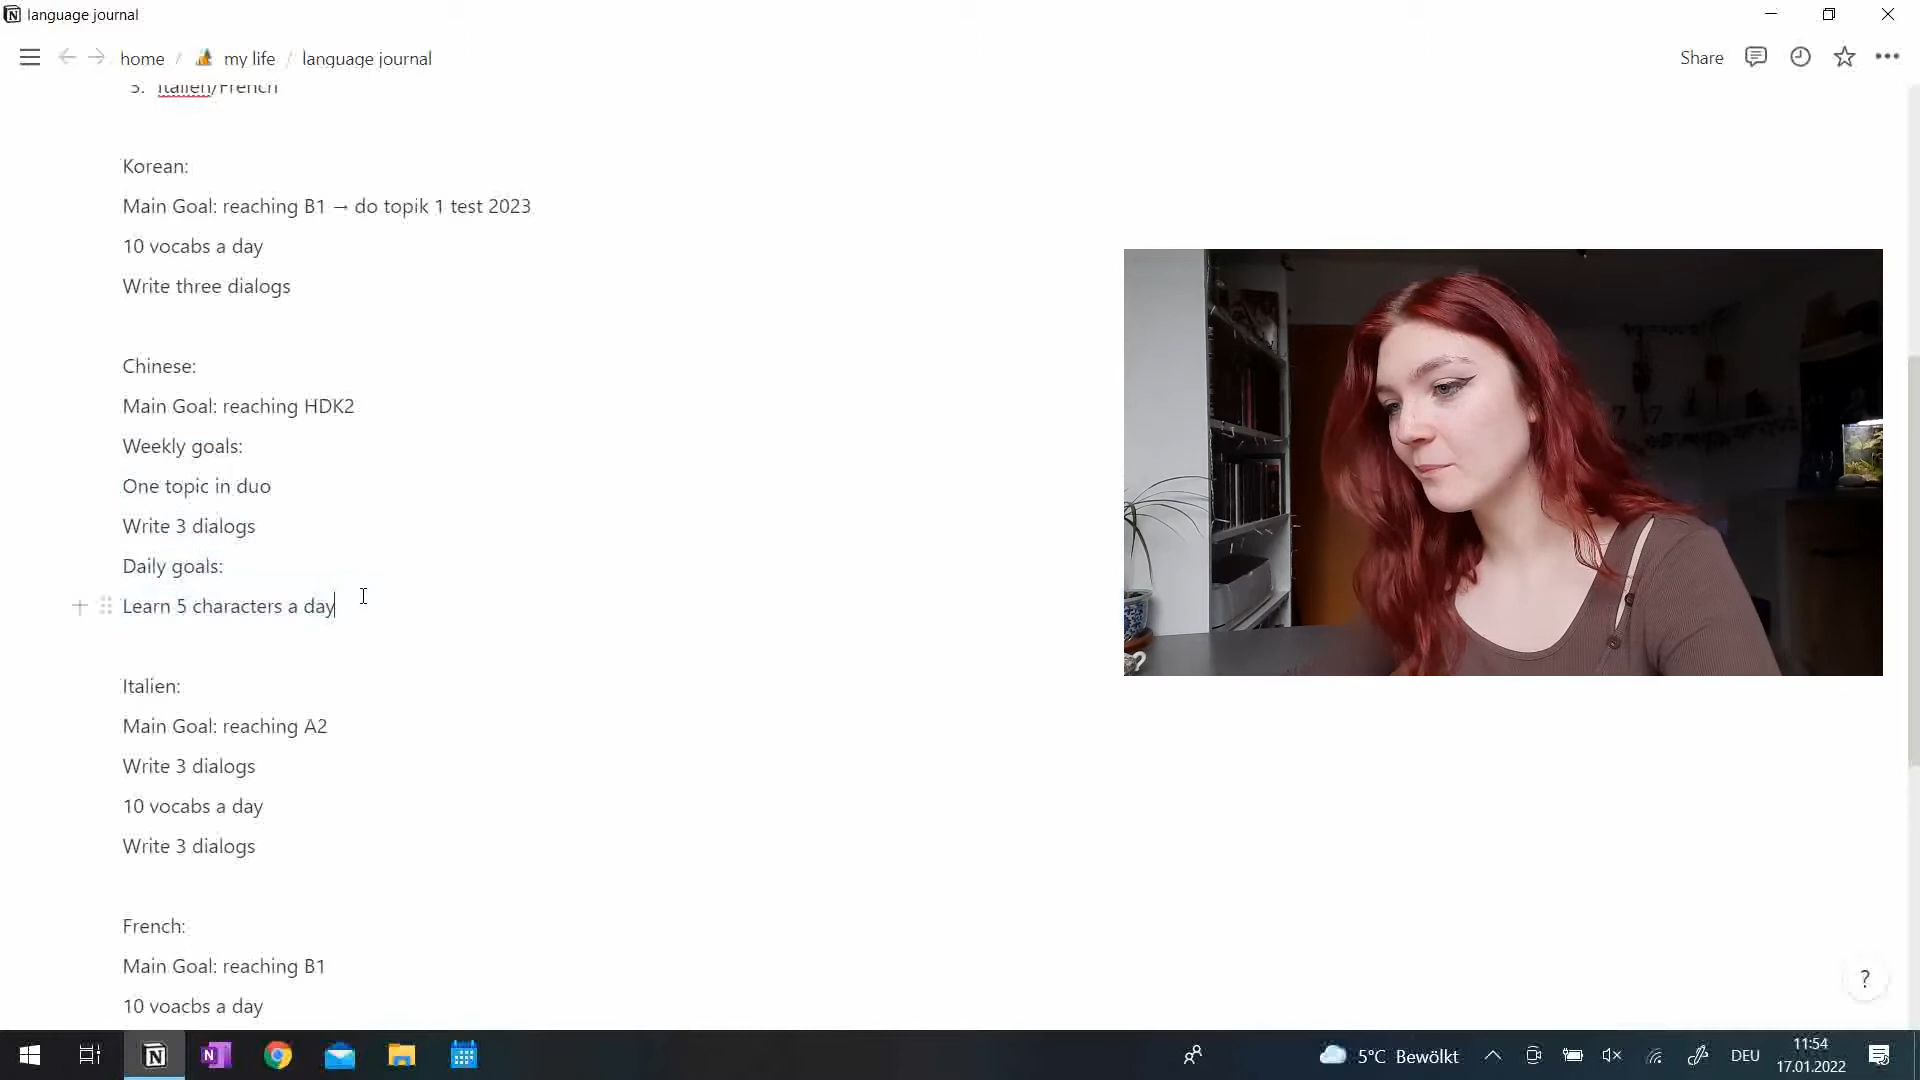 language journal
home / my life / language journal
Share
3. Italien/French
Korean:
Main Goal: reaching B1 → do topik 1 test 2023
10 vocabs a day
Write three dialogs
Chinese:
Main Goal: reaching HDK2
Weekly goals:
One topic in duo
Write 3 dialogs
Daily goals:
Learn 5 characters a day
Italien:
Main Goal: reaching A2
Write 3 dialogs
10 vocabs a day
Write 3 dialogs
French:
Main Goal: reaching B1
10 voacbs a day
?
5°C Bewölkt
DEU
11:54
17.01.2022